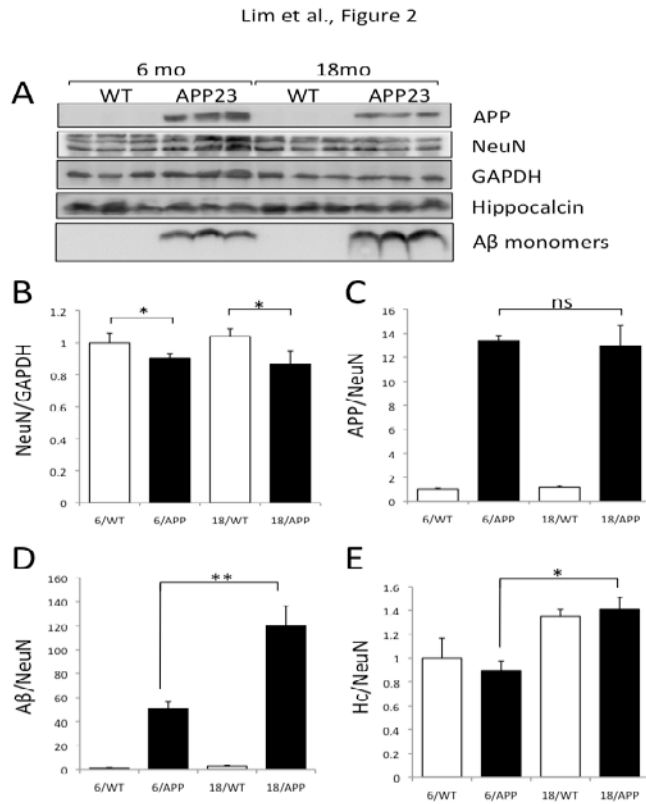 Lim et al., Figure 2
6 mo 18mo
A WT APP23 WT APP23
APP
NeuN
GAPDH
Hippocalcin
Aβ monomers
B
NeuN/GAPDH
1.2
1
0.8
0.6
0.4
0.2
0
* *
6/WT 6/APP 18/WT 18/APP
C
APP/NeuN
16
14
12
10
8
6
4
2
0
ns
6/WT 6/APP 18/WT 18/APP
D
Aβ/NeuN
160
140
120
100
80
60
40
20
0
**
6/WT 6/APP 18/WT 18/APP
E
Hc/NeuN
1.6
1.4
1.2
1
0.8
0.6
0.4
0.2
0
*
6/WT 6/APP 18/WT 18/APP